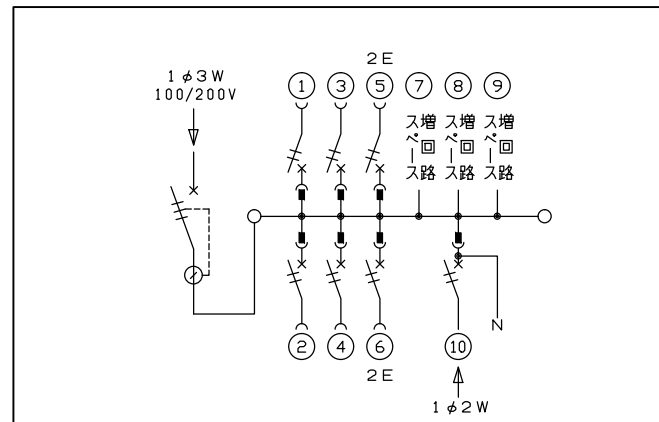 2E
1φ3W
100/200V
① ③ ⑤ ⑦ ⑧ ⑨
増回路
スペース
増回路
スペース
増回路
スペース
N
② ④ ⑥ ⑩
2E
1φ2W